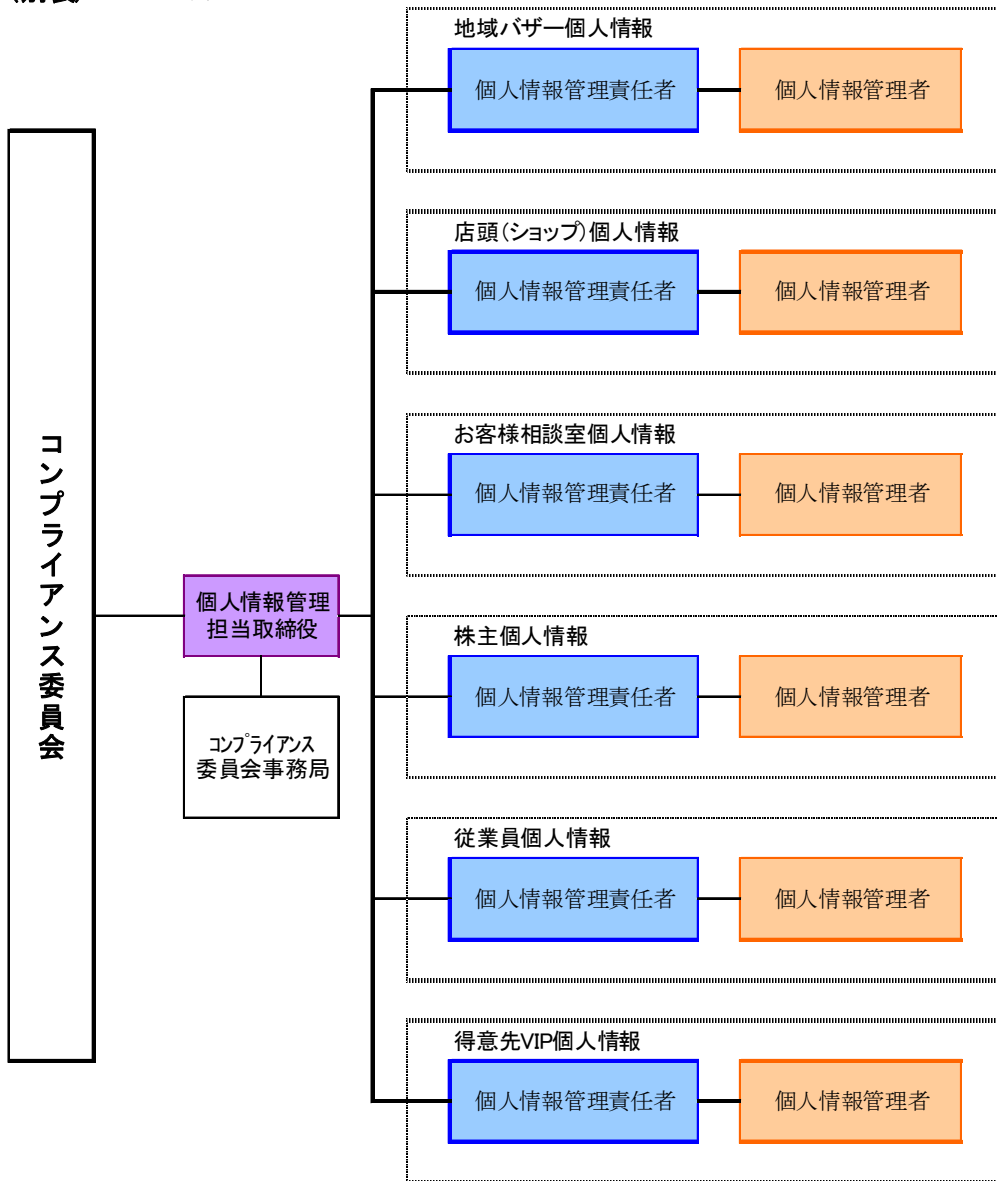 コンプライアンス委員会
個人情報管理
担当取締役
ｺﾝﾌﾟﾗｲｱﾝｽ
委員会事務局
地域バザー個人情報
個人情報管理責任者
個人情報管理者
店頭(ショップ)個人情報
個人情報管理責任者
個人情報管理者
お客様相談室個人情報
個人情報管理責任者
個人情報管理者
株主個人情報
個人情報管理責任者
個人情報管理者
従業員個人情報
個人情報管理責任者
個人情報管理者
得意先VIP個人情報
個人情報管理責任者
個人情報管理者